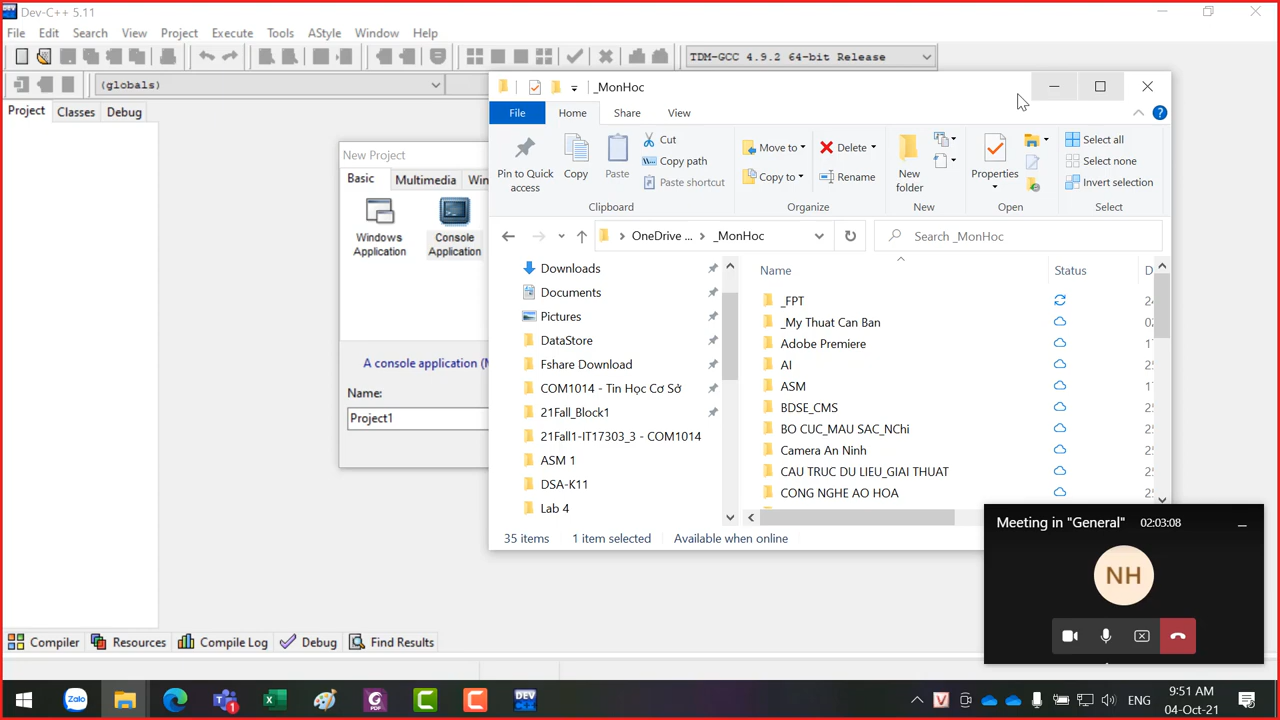 Dev-C++ 5.11
File Edit Search View Project Execute Tools AStyle Window Help
TDM-GCC 4.9.2 64-bit Release
(globals)
Project Classes Debug
New Project
Basic Multimedia
Windows Application
Console Application
A console application
Name:
Project1
_MonHoc
File Home Share View
Pin to Quick access
Copy
Paste
Cut
Copy path
Paste shortcut
Clipboard
Move to
Copy to
Delete
Rename
Organize
New folder
New
Properties
Open
Select all
Select none
Invert selection
Select
OneDrive ... _MonHoc
Search _MonHoc
Downloads
Documents
Pictures
DataStore
Fshare Download
COM1014 - Tin Học Cơ Sở
21Fall_Block1
21Fall1-IT17303_3 - COM1014
ASM 1
DSA-K11
Lab 4
Name Status
_FPT
_My Thuat Can Ban
Adobe Premiere
AI
ASM
BDSE_CMS
BO CUC_MAU SAC_NChi
Camera An Ninh
CAU TRUC DU LIEU_GIAI THUAT
CONG NGHE AO HOA
35 items 1 item selected Available when online
Meeting in "General" 02:03:08
NH
Compiler Resources Compile Log Debug Find Results
Zalo
1
DEV
V
ENG
9:51 AM
04-Oct-21